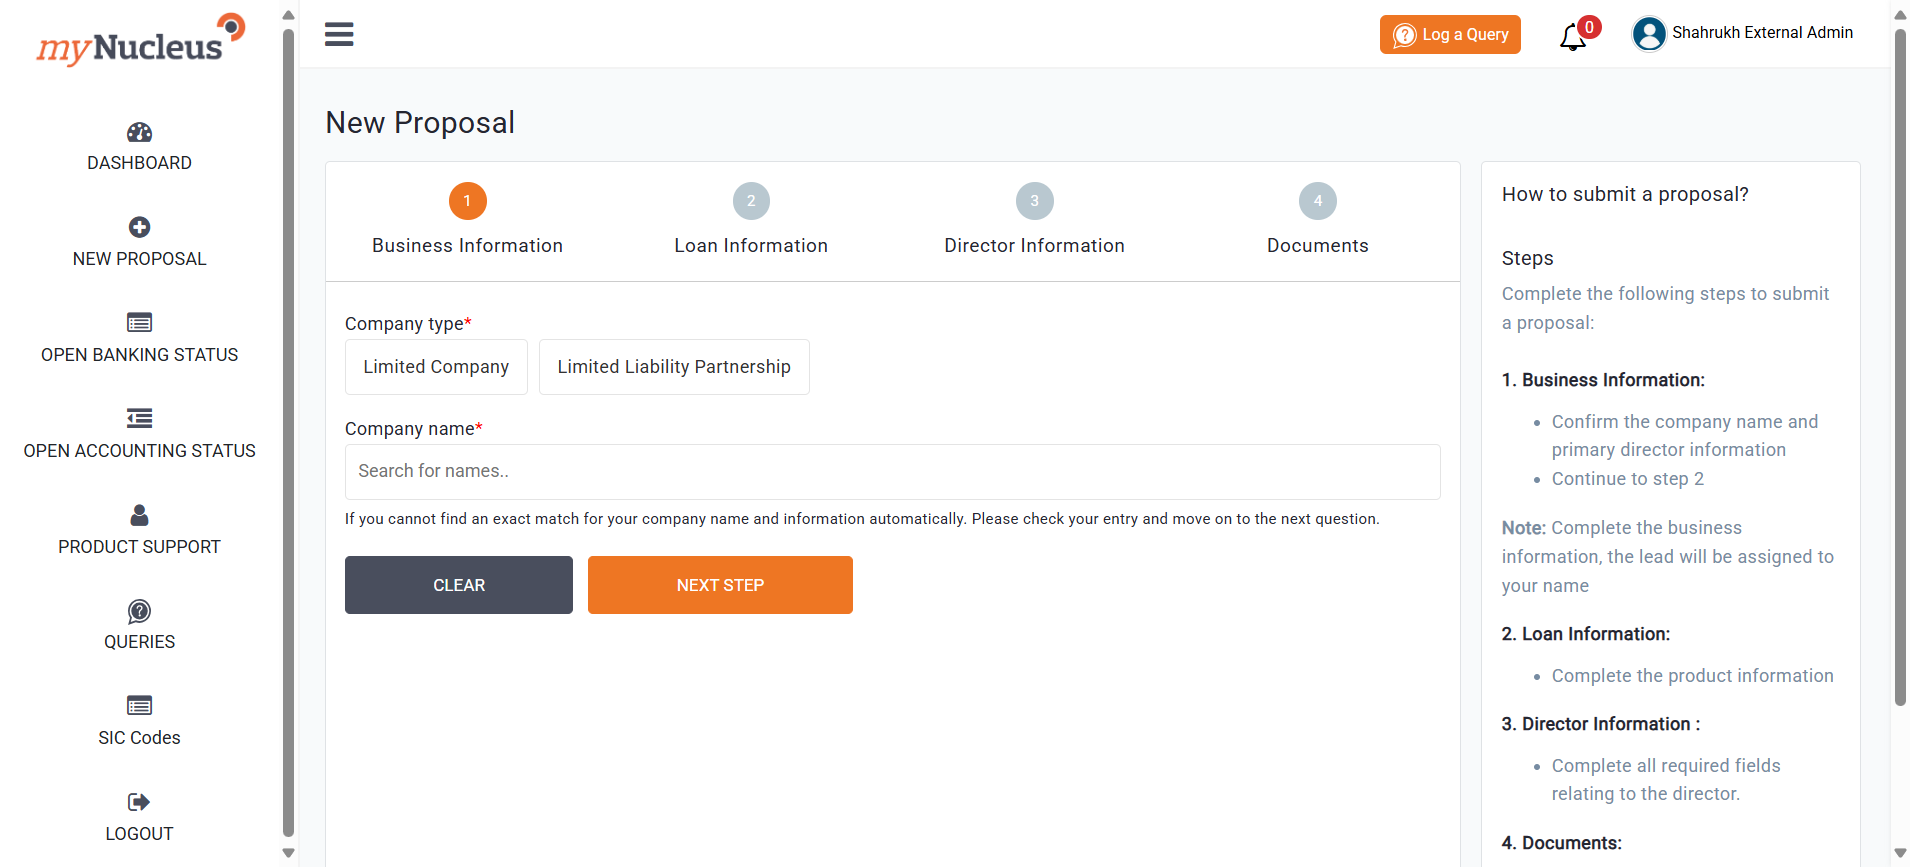 myNucleus
DASHBOARD
NEW PROPOSAL
OPEN BANKING STATUS
OPEN ACCOUNTING STATUS
PRODUCT SUPPORT
QUERIES
SIC Codes
LOGOUT
Log a Query
0
Shahrukh External Admin
New Proposal
1
2
3
4
Business Information
Loan Information
Director Information
Documents
Company type*
Limited Company
Limited Liability Partnership
Company name*
Search for names..
If you cannot find an exact match for your company name and information automatically. Please check your entry and move on to the next question.
CLEAR
NEXT STEP
How to submit a proposal?
Steps
Complete the following steps to submit
a proposal:
1. Business Information:
• Confirm the company name and
primary director information
• Continue to step 2
Note: Complete the business
information, the lead will be assigned to
your name
2. Loan Information:
• Complete the product information
3. Director Information :
• Complete all required fields
relating to the director.
4. Documents: